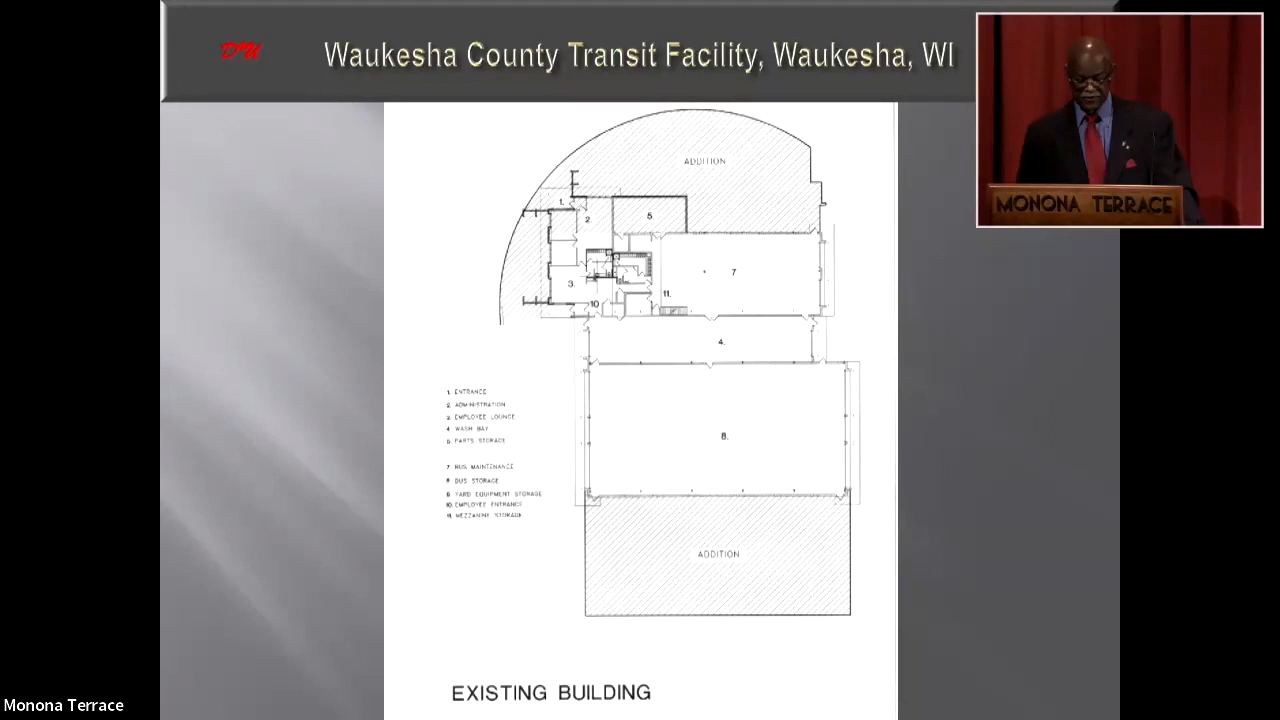 D²U
Waukesha County Transit Facility, Waukesha, WI
MONONA TERRACE
ADDITION
1.
2.
5.
7
3.
11.
10
4.
8.
1. ENTRANCE
2. ADMINISTRATION
3. EMPLOYEE LOUNGE
4 WASH BAY
5 PARTS STORAGE
7 BUS MAINTENANCE
8 BUS STORAGE
9 YARD EQUIPMENT STORAGE
10. EMPLOYEE ENTRANCE
11. MEZZANINE STORAGE
ADDITION
EXISTING BUILDING
Monona Terrace